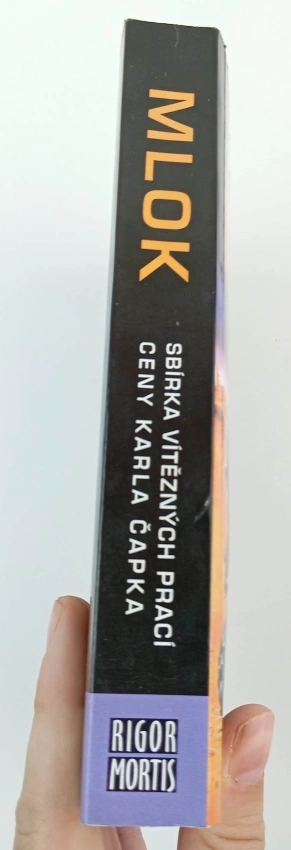 MLOK
SBÍRKA VÍTĚZNÝCH PRACÍ
CENY KARLA ČAPKA
RIGOR
MORTIS